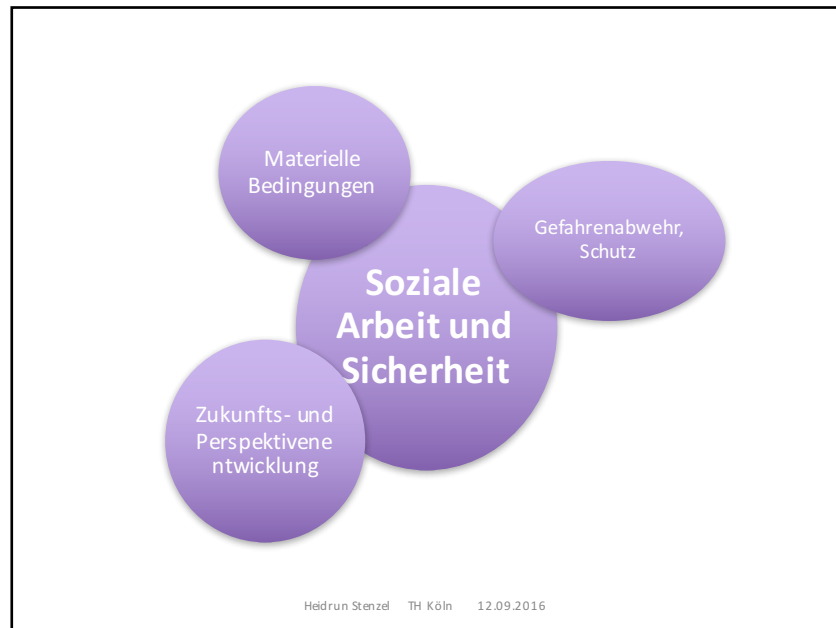 Materielle
Bedingungen
Gefahrenabwehr,
Schutz
Soziale
Arbeit und
Sicherheit
Zukunfts- und
Perspektivene
ntwicklung
Heidrun Stenzel TH Köln 12.09.2016